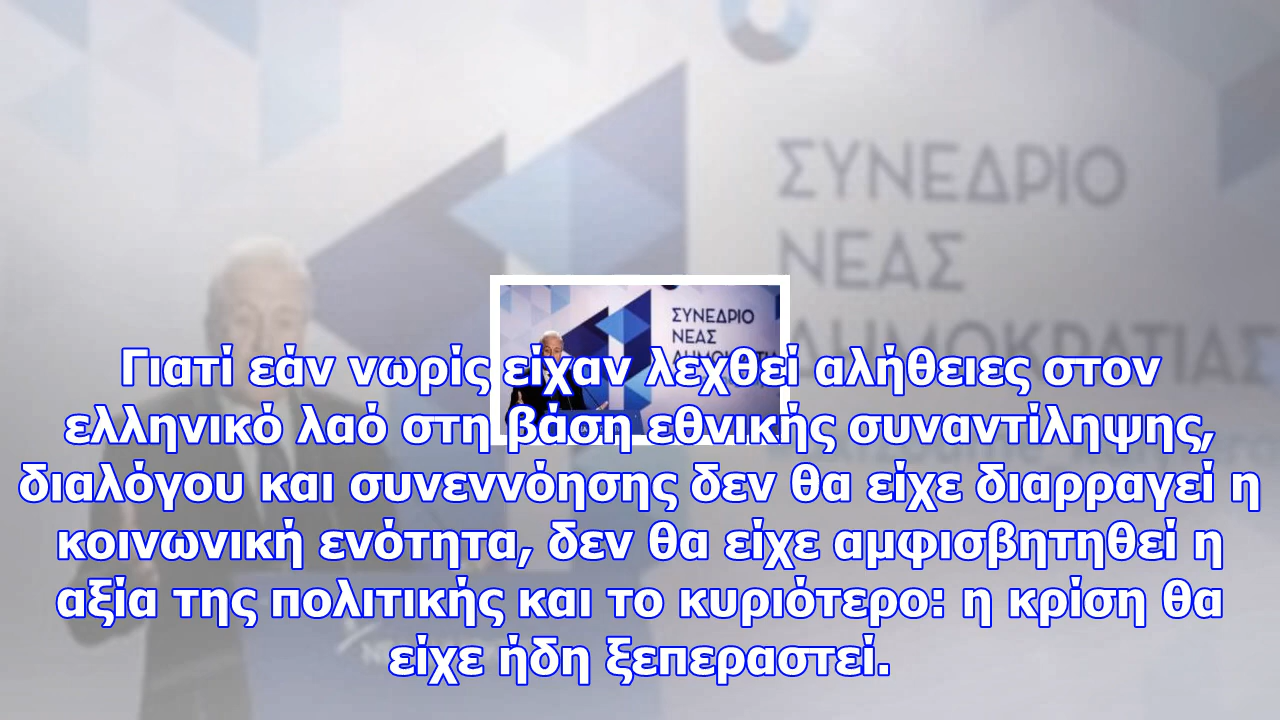 ΣΥΝΕΔΡΙΟ
ΝΕΑΣ
ΔΗΜΟΚΡΑΤΙΑΣ
ΣΥΝΕΔΡΙΟ
ΝΕΑΣ
Γιατί εάν νωρίς είχαν λεχθεί αλήθειες στον
ελληνικό λαό στη βάση εθνικής συναντίληψης,
διαλόγου και συνεννόησης δεν θα είχε διαρραγεί η
κοινωνική ενότητα, δεν θα είχε αμφισβητηθεί η
αξία της πολιτικής και το κυριότερο: η κρίση θα
είχε ήδη ξεπεραστεί.